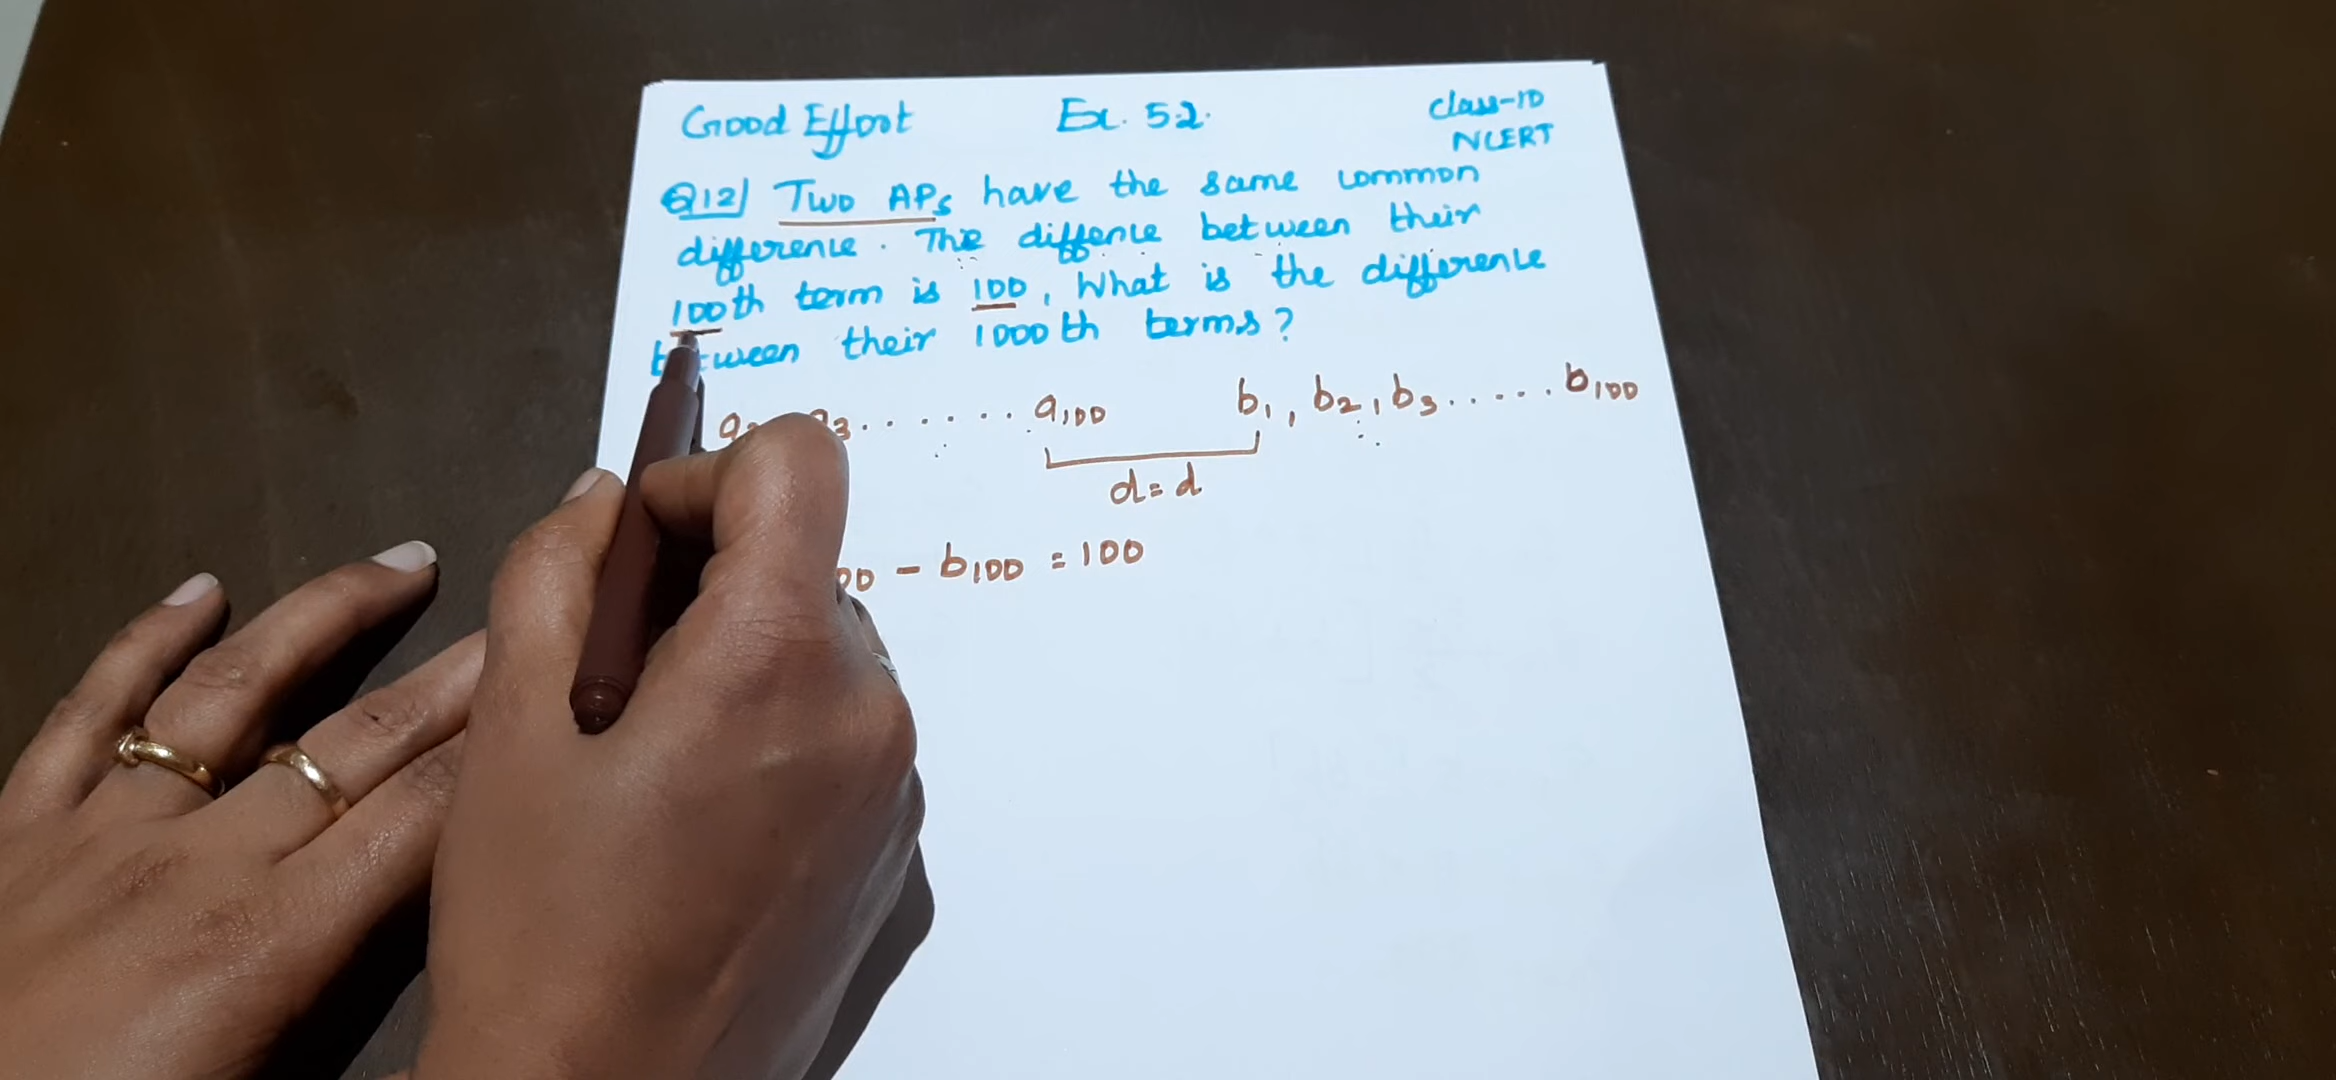 Good Effort Ex. 5.2.
Class-10
NCERT
Q12) Two APs have the same common
difference. The diffence between their
100th term is 100, What is the difference
between their 1000th terms?
a3 . . . . . . a100 b1, b2, b3 . . . . . b100
d = d
- b100 = 100